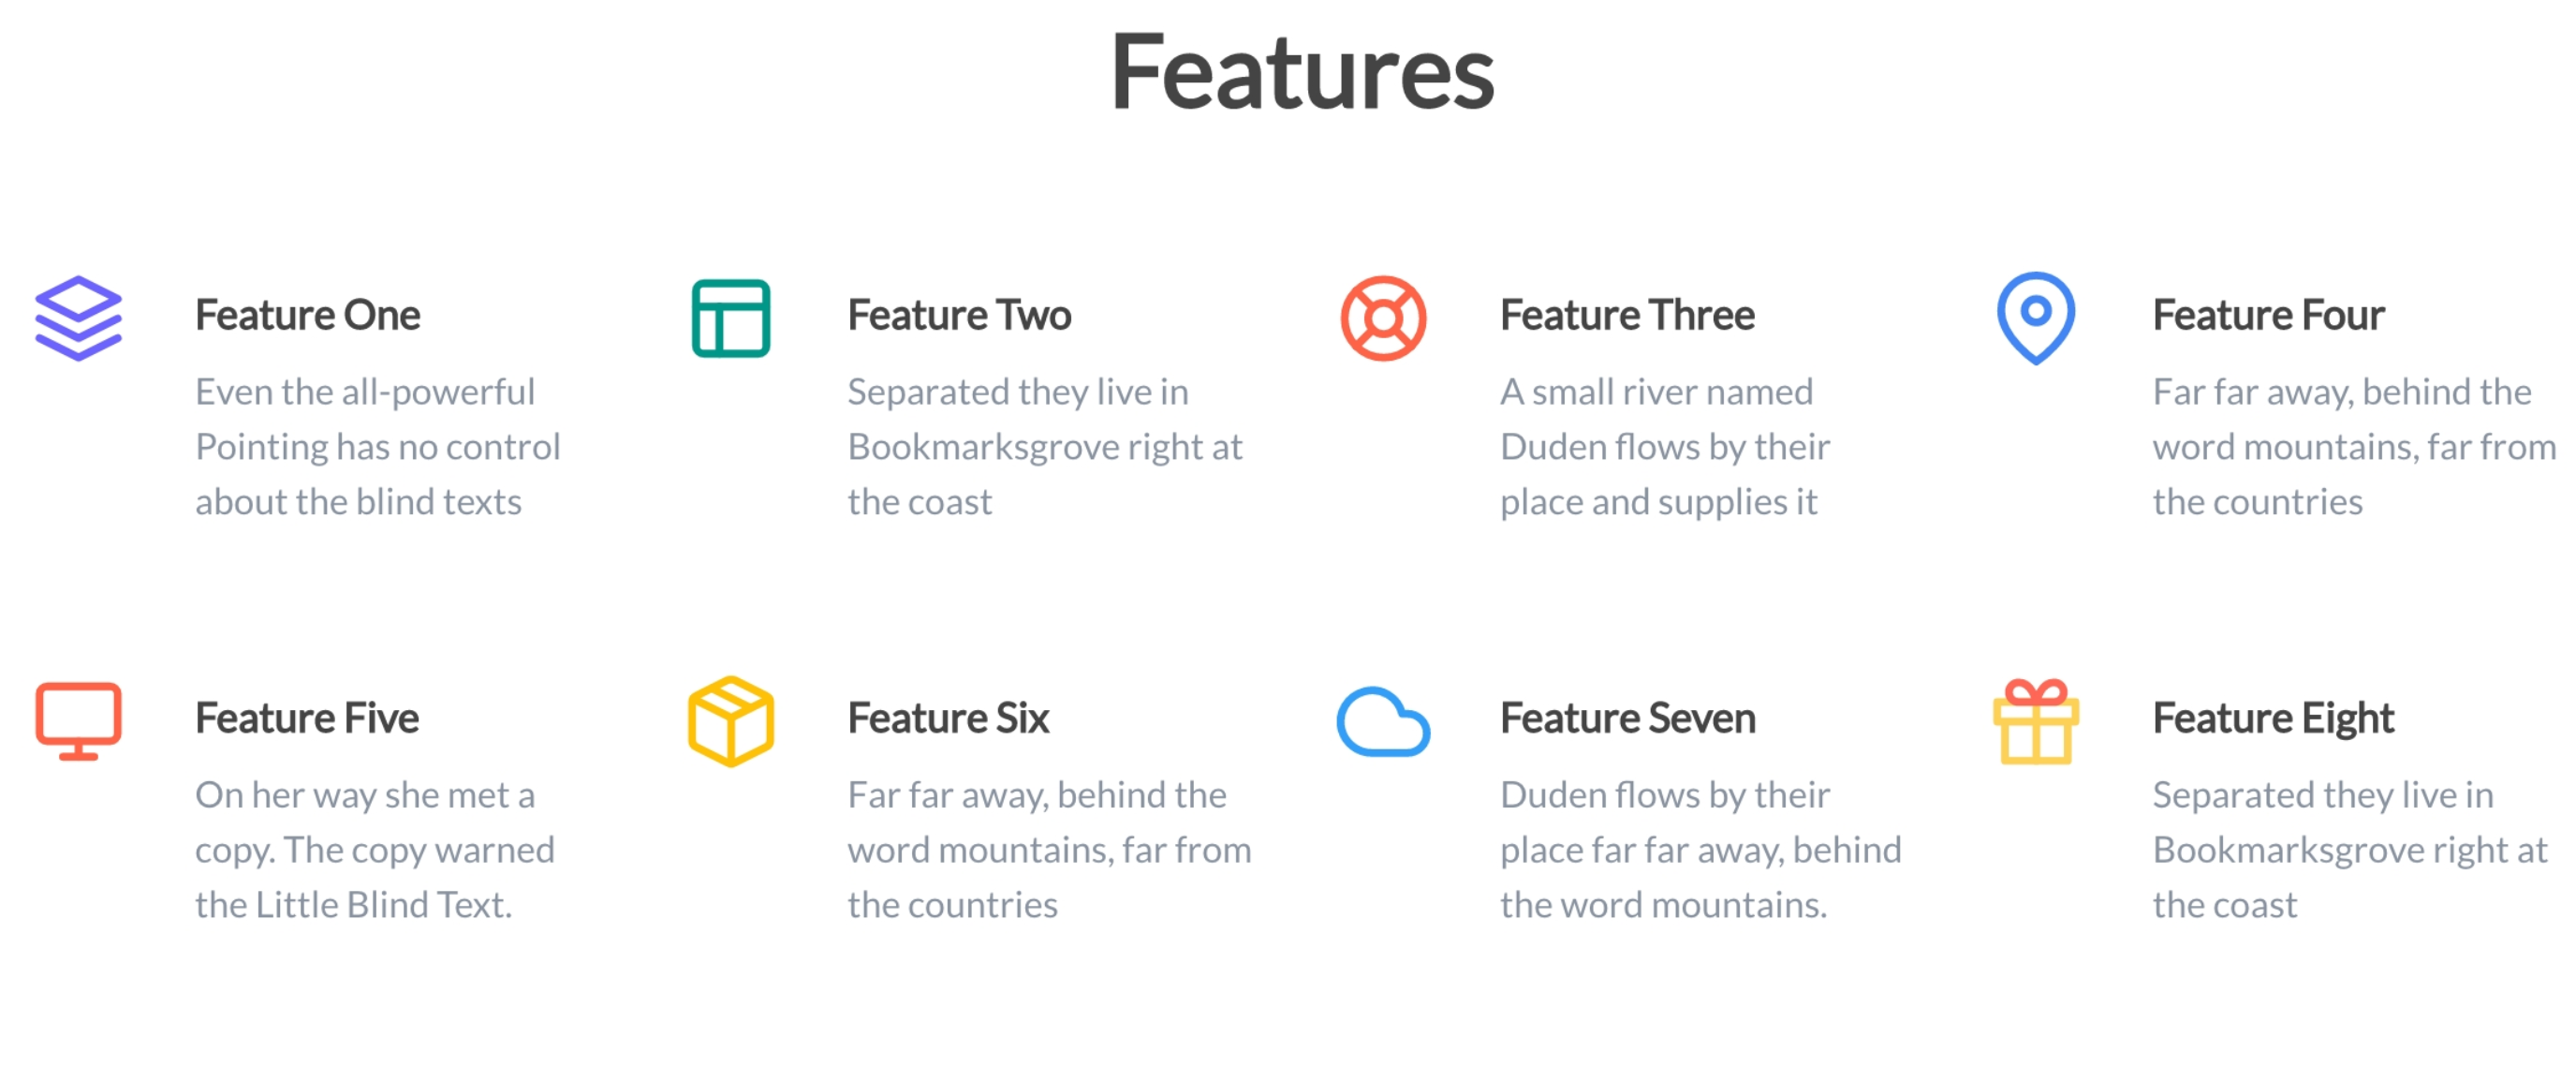 Features
Feature One
Even the all-powerful
Pointing has no control
about the blind texts
Feature Two
Separated they live in
Bookmarksgrove right at
the coast
Feature Three
A small river named
Duden flows by their
place and supplies it
Feature Four
Far far away, behind the
word mountains, far from
the countries
Feature Five
On her way she met a
copy. The copy warned
the Little Blind Text.
Feature Six
Far far away, behind the
word mountains, far from
the countries
Feature Seven
Duden flows by their
place far far away, behind
the word mountains.
Feature Eight
Separated they live in
Bookmarksgrove right at
the coast